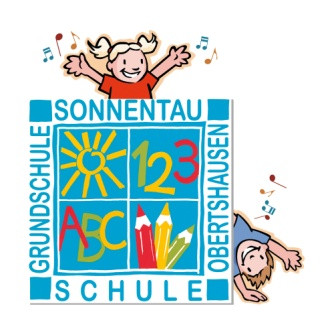 SONNENTAU
GRUNDSCHULE
123
ABC
OBERTSHAUSEN
SCHULE